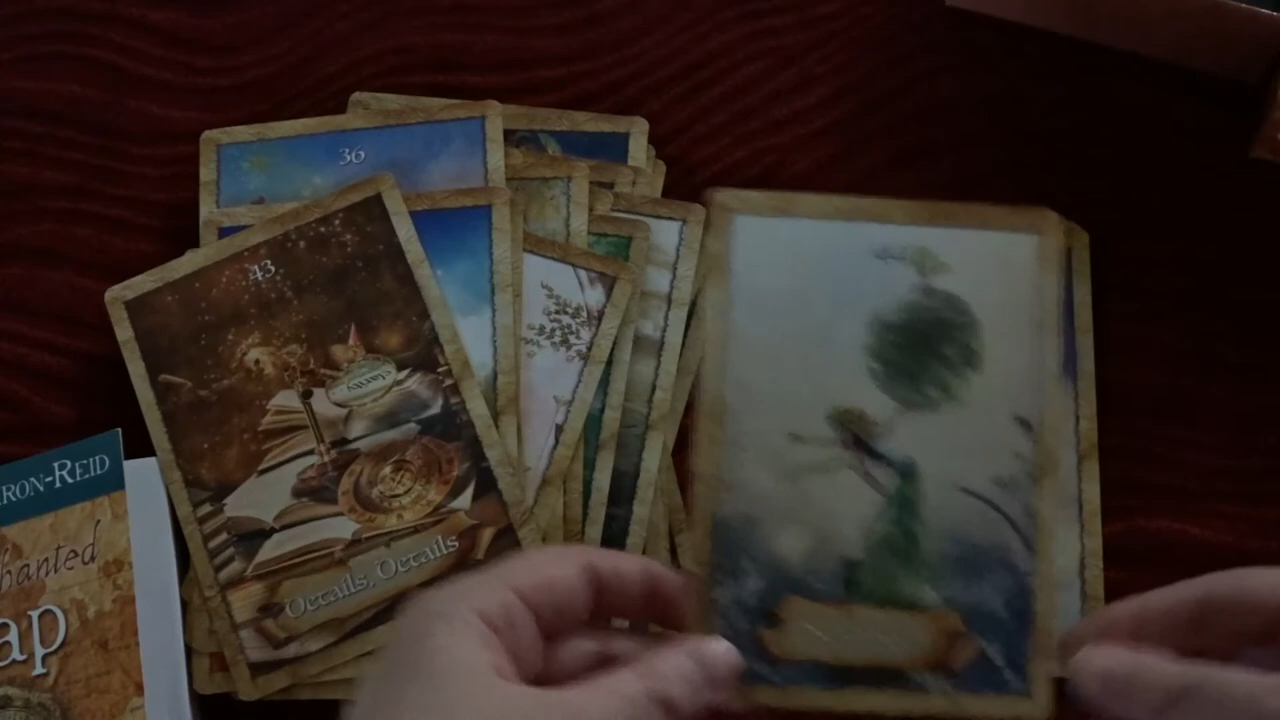 36
43
clarity
Details, Details
RON-REID
hanted
ap